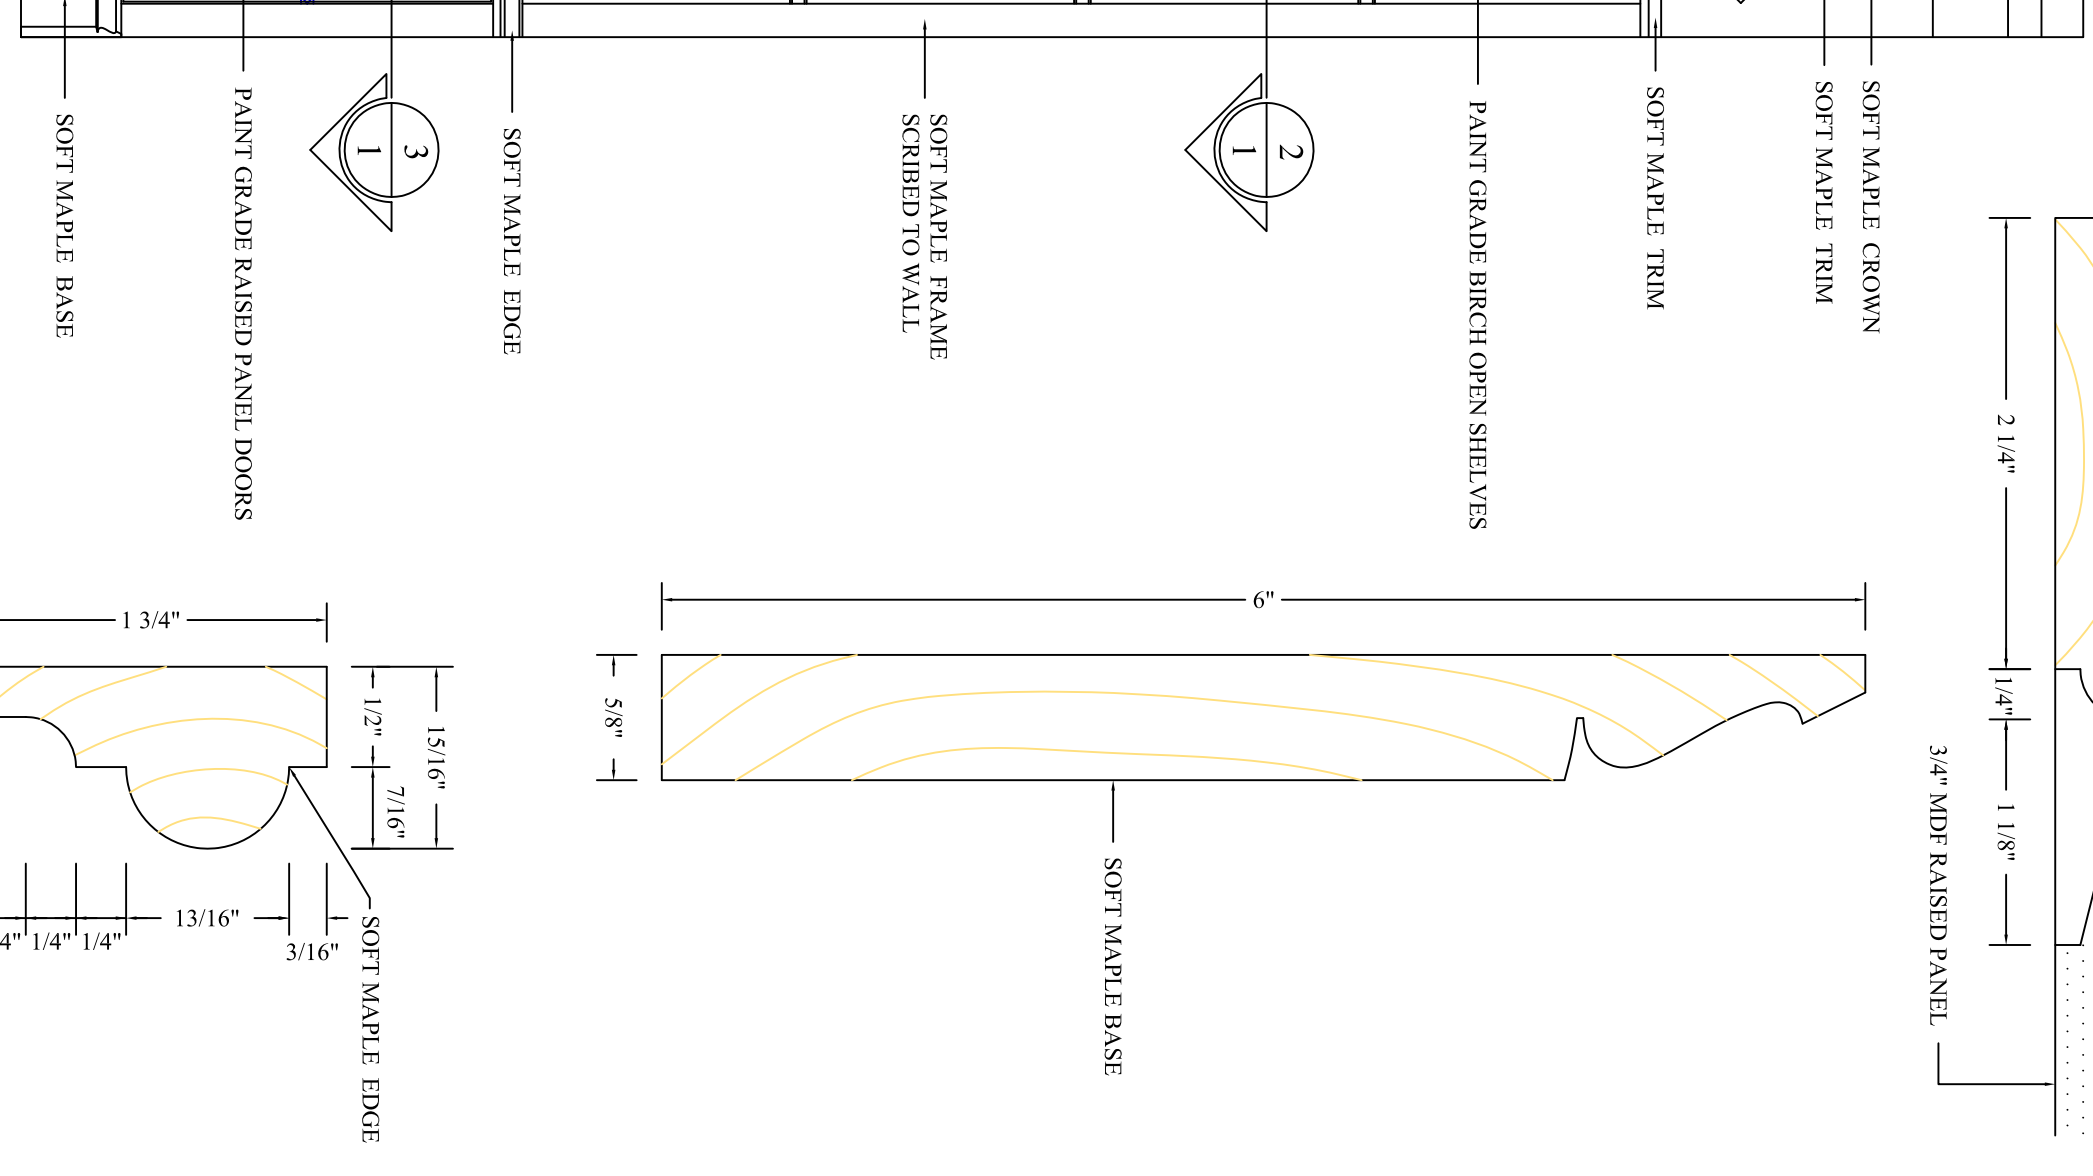 SOFT MAPLE CROWN
SOFT MAPLE TRIM
SOFT MAPLE TRIM
PAINT GRADE BIRCH OPEN SHELVES
2
1
SOFT MAPLE FRAME
SCRIBED TO WALL
SOFT MAPLE EDGE
3
1
PAINT GRADE RAISED PANEL DOORS
SOFT MAPLE BASE
2 1/4"
1/4"
1 1/8"
3/4" MDF RAISED PANEL
6"
5/8"
SOFT MAPLE BASE
1 3/4"
1/2"
15/16"
7/16"
4"
1/4"
1/4"
13/16"
3/16"
SOFT MAPLE EDGE